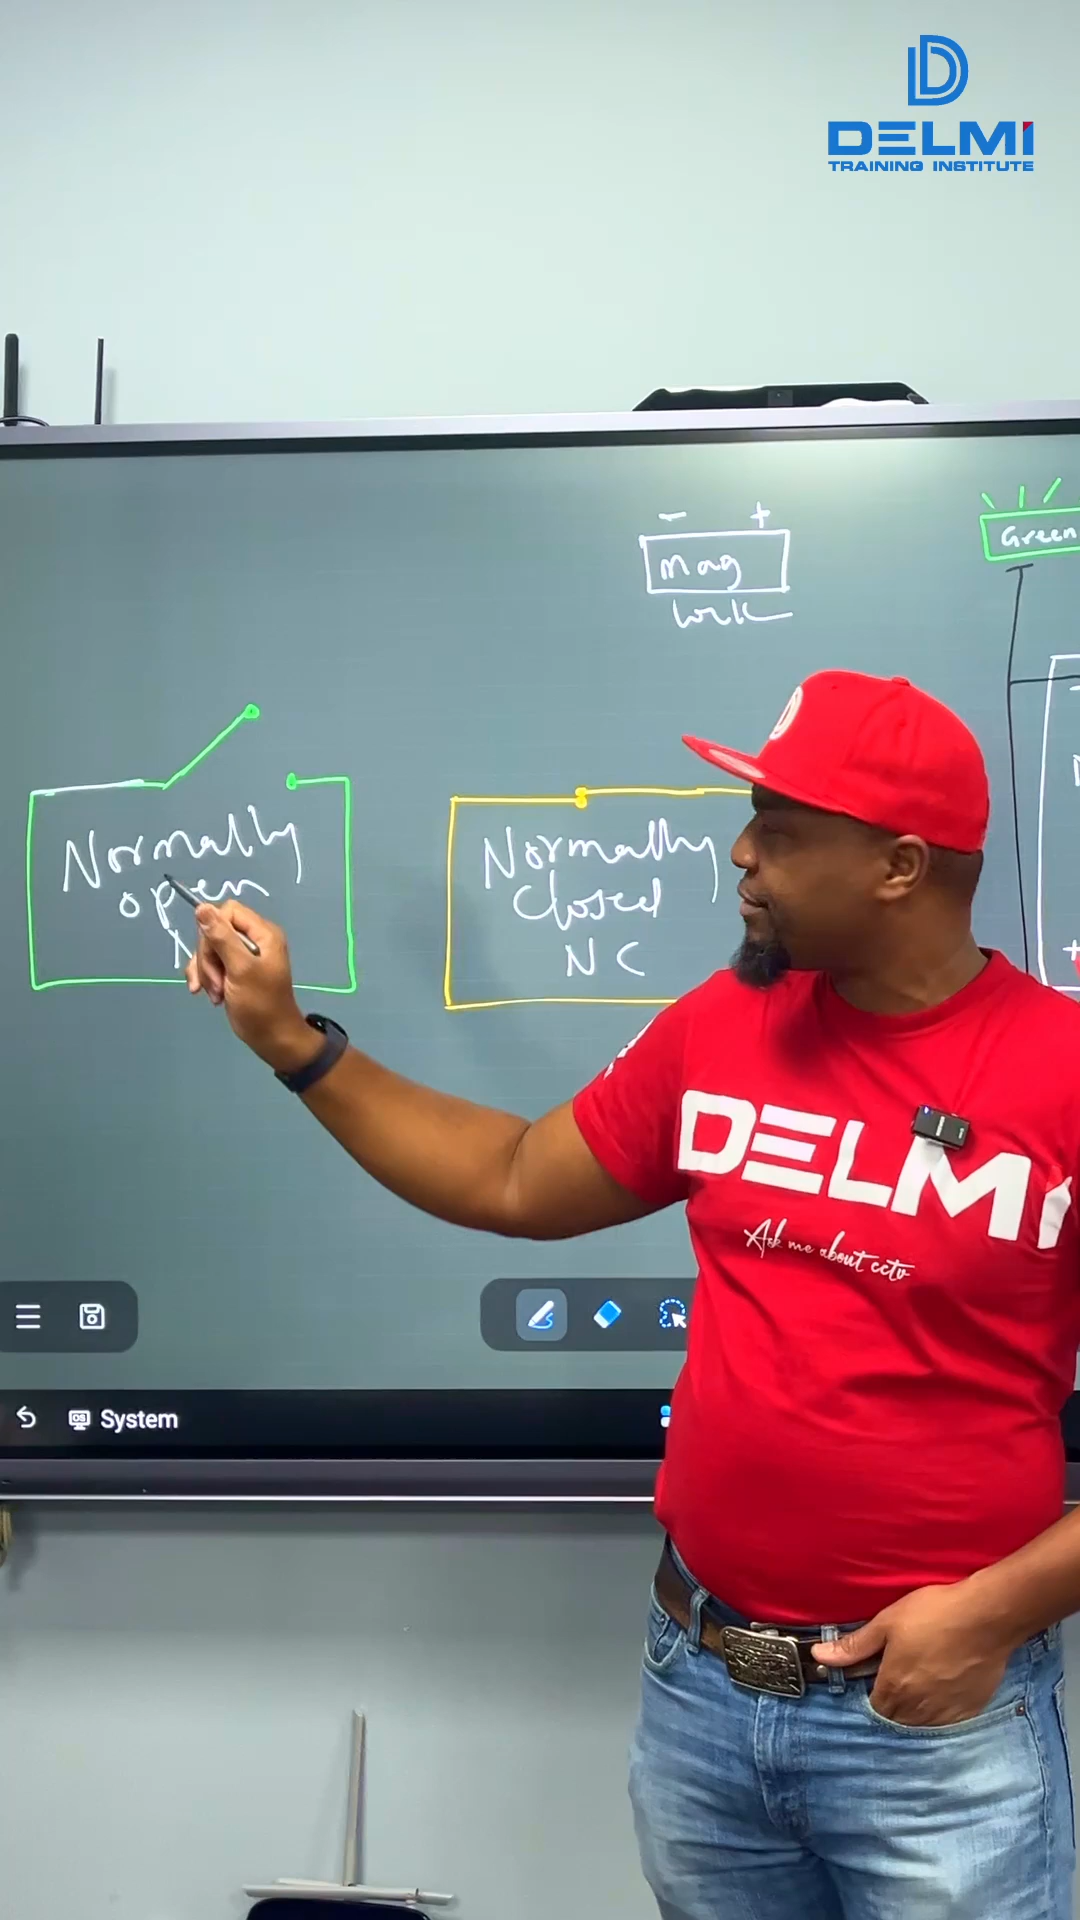 DELMI
TRAINING INSTITUTE
- +
Mag
lock
Green
Normally
open
Normally
Closed
NC
+
DELMI
Ask me about cctv
System